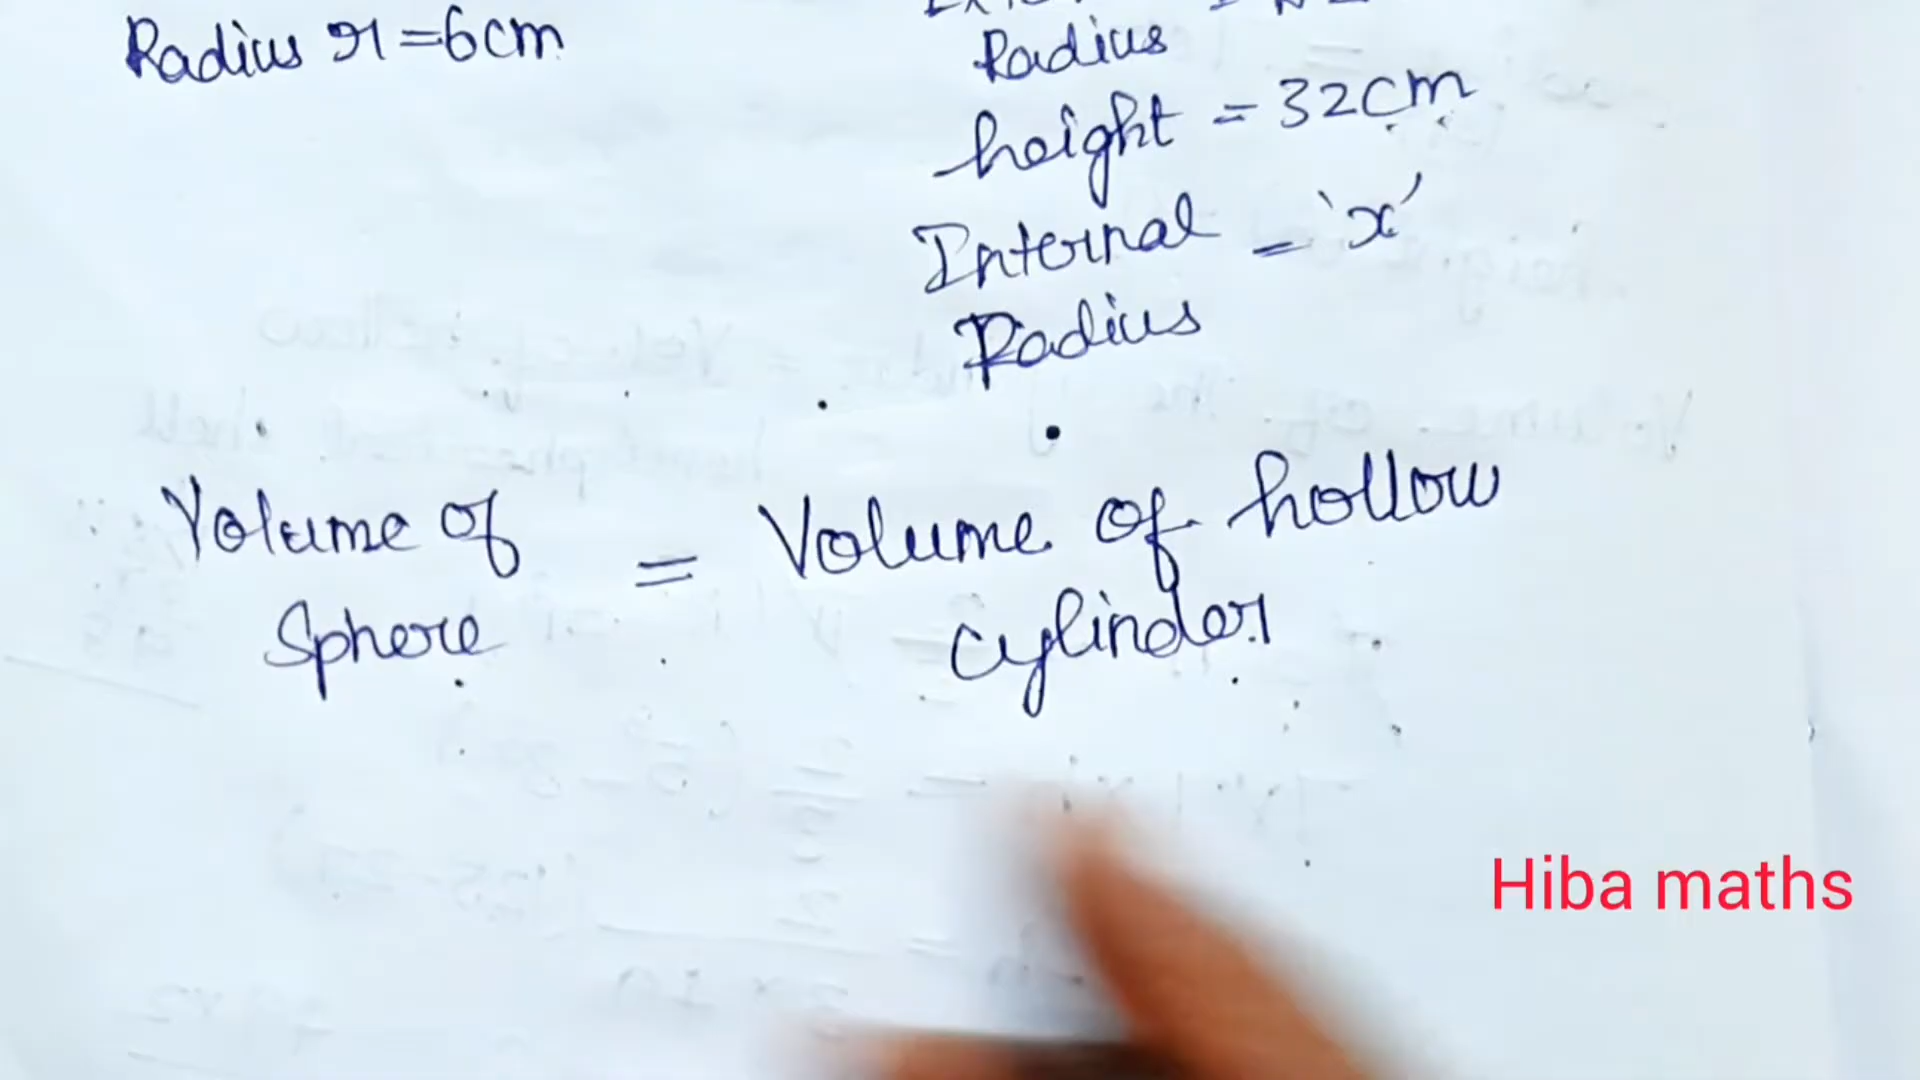 Radius r=6cm
Radius
height = 32cm
Internal = 'x'
Radius
Volume of = Volume of hollow
Sphere cylinder
Hiba maths